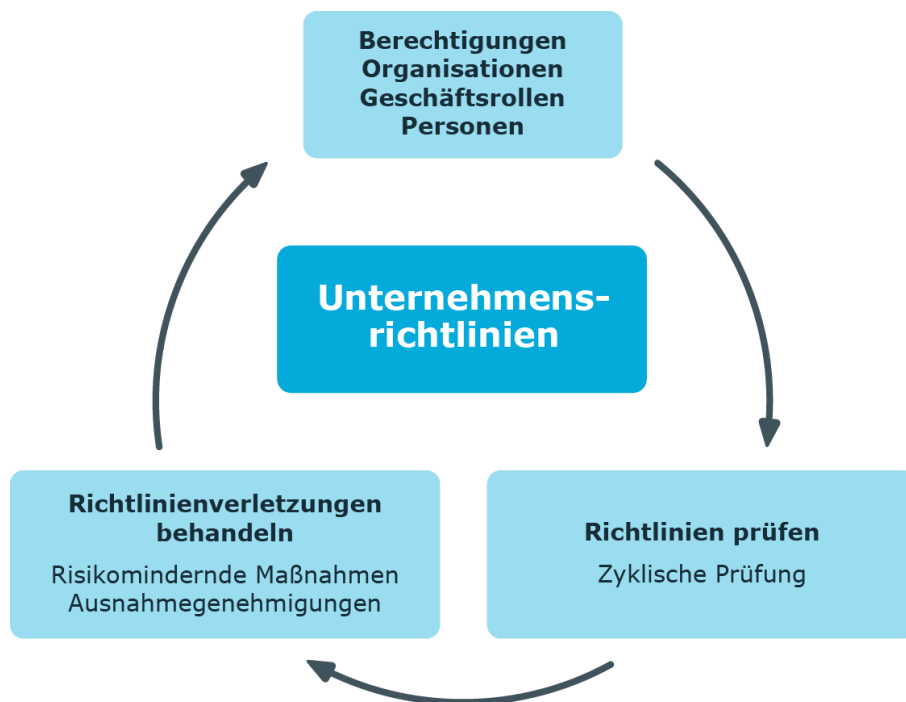 Berechtigungen
Organisationen
Geschäftsrollen
Personen
Unternehmens-
richtlinien
Richtlinienverletzungen
behandeln
Risikomindernde Maßnahmen
Ausnahmegenehmigungen
Richtlinien prüfen
Zyklische Prüfung